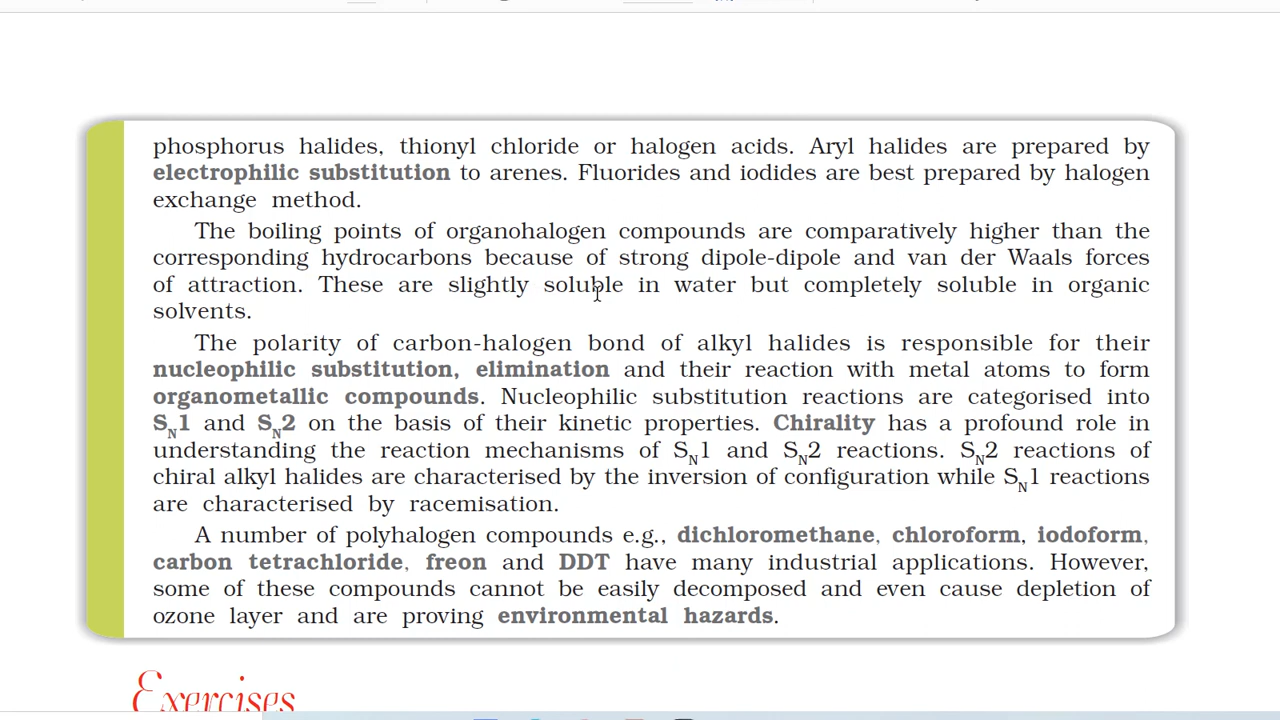 phosphorus halides, thionyl chloride or halogen acids. Aryl halides are prepared by
electrophilic substitution to arenes. Fluorides and iodides are best prepared by halogen
exchange method.
The boiling points of organohalogen compounds are comparatively higher than the
corresponding hydrocarbons because of strong dipole-dipole and van der Waals forces
of attraction. These are slightly soluble in water but completely soluble in organic
solvents.
The polarity of carbon-halogen bond of alkyl halides is responsible for their
nucleophilic substitution, elimination and their reaction with metal atoms to form
organometallic compounds. Nucleophilic substitution reactions are categorised into
SN1 and SN2 on the basis of their kinetic properties. Chirality has a profound role in
understanding the reaction mechanisms of SN1 and SN2 reactions. SN2 reactions of
chiral alkyl halides are characterised by the inversion of configuration while SN1 reactions
are characterised by racemisation.
A number of polyhalogen compounds e.g., dichloromethane, chloroform, iodoform,
carbon tetrachloride, freon and DDT have many industrial applications. However,
some of these compounds cannot be easily decomposed and even cause depletion of
ozone layer and are proving environmental hazards.
Exercises